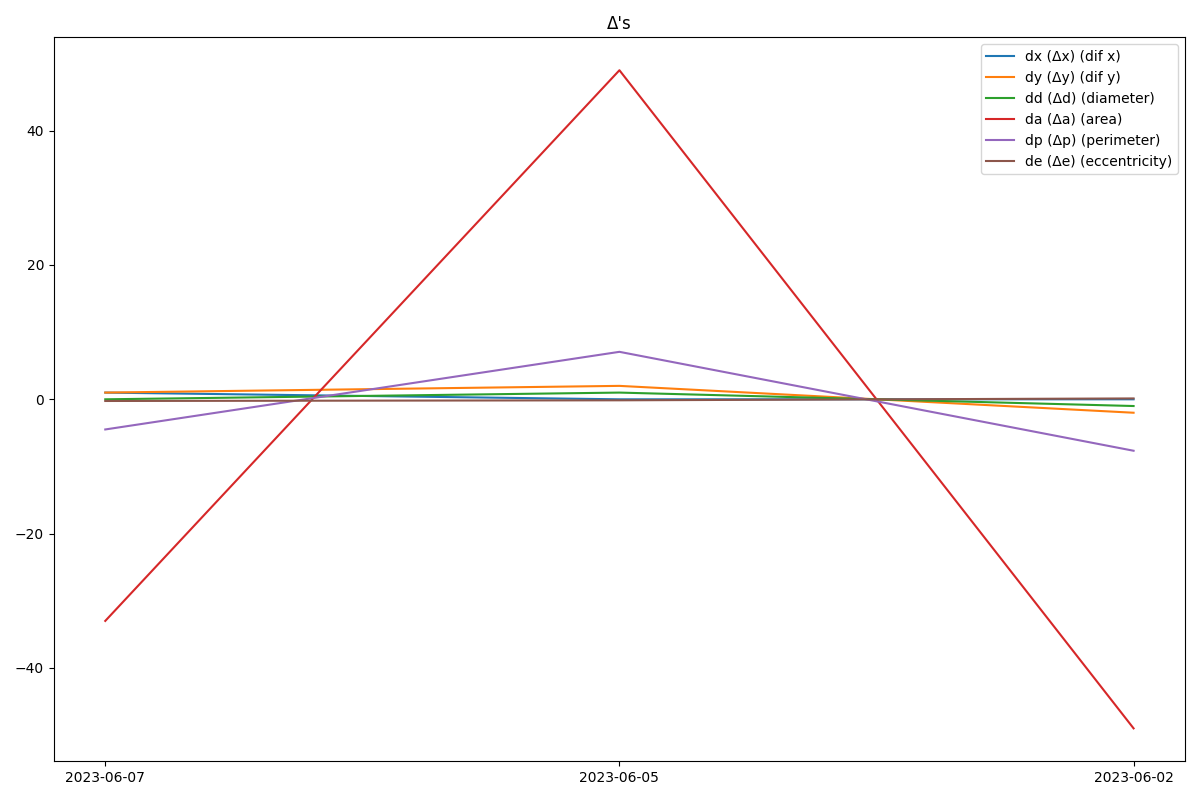 Δ's
dx (Δx) (dif x)
dy (Δy) (dif y)
dd (Δd) (diameter)
da (Δa) (area)
dp (Δp) (perimeter)
de (Δe) (eccentricity)
40
20
0
−20
−40
2023-06-07 2023-06-05 2023-06-02